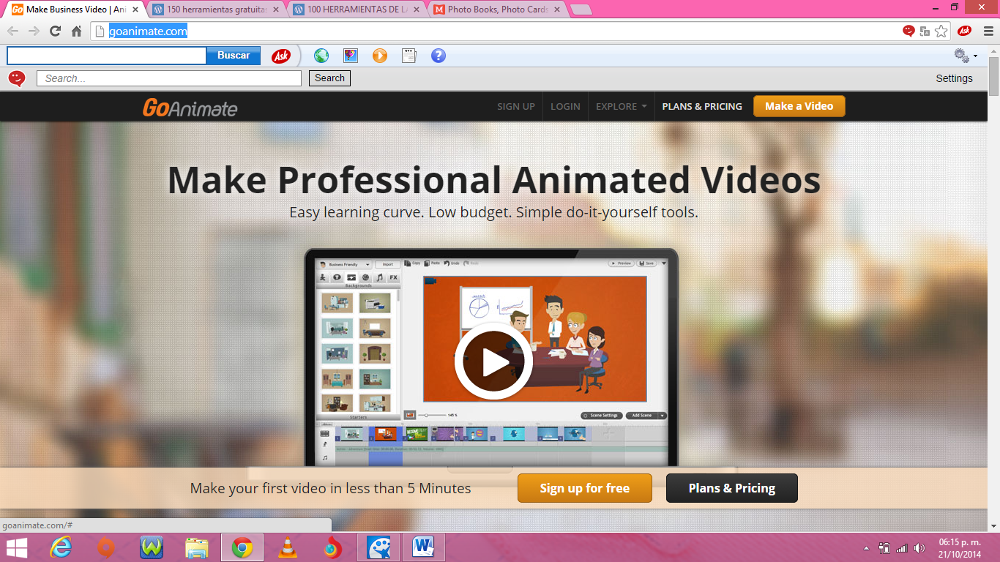 Make Business Video | Ani
150 herramientas gratuitas
100 HERRAMIENTAS DE LA
Photo Books, Photo Cards
goanimate.com
Ask
Buscar
Ask
Search...
Search
Settings
GoAnimate
SIGN UP
LOGIN
EXPLORE
PLANS & PRICING
Make a Video
Make Professional Animated Videos
Easy learning curve. Low budget. Simple do-it-yourself tools.
Business Friendly
Import
Copy
Paste
Undo
Redo
Preview
Save
FX
Backgrounds
Starters
145 %
Scene Settings
Add Scene
Make your first video in less than 5 Minutes
Sign up for free
Plans & Pricing
goanimate.com/#
06:15 p. m.
21/10/2014